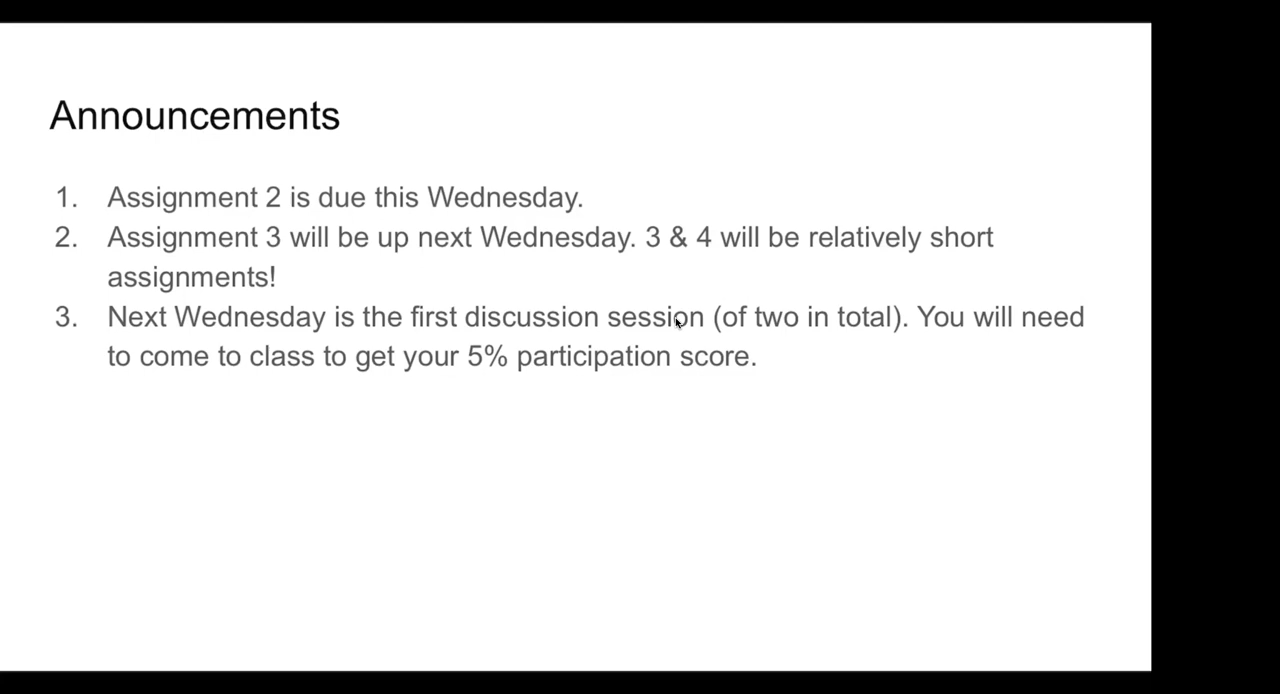 Announcements
1. Assignment 2 is due this Wednesday.
2. Assignment 3 will be up next Wednesday. 3 & 4 will be relatively short
assignments!
3. Next Wednesday is the first discussion session (of two in total). You will need
to come to class to get your 5% participation score.